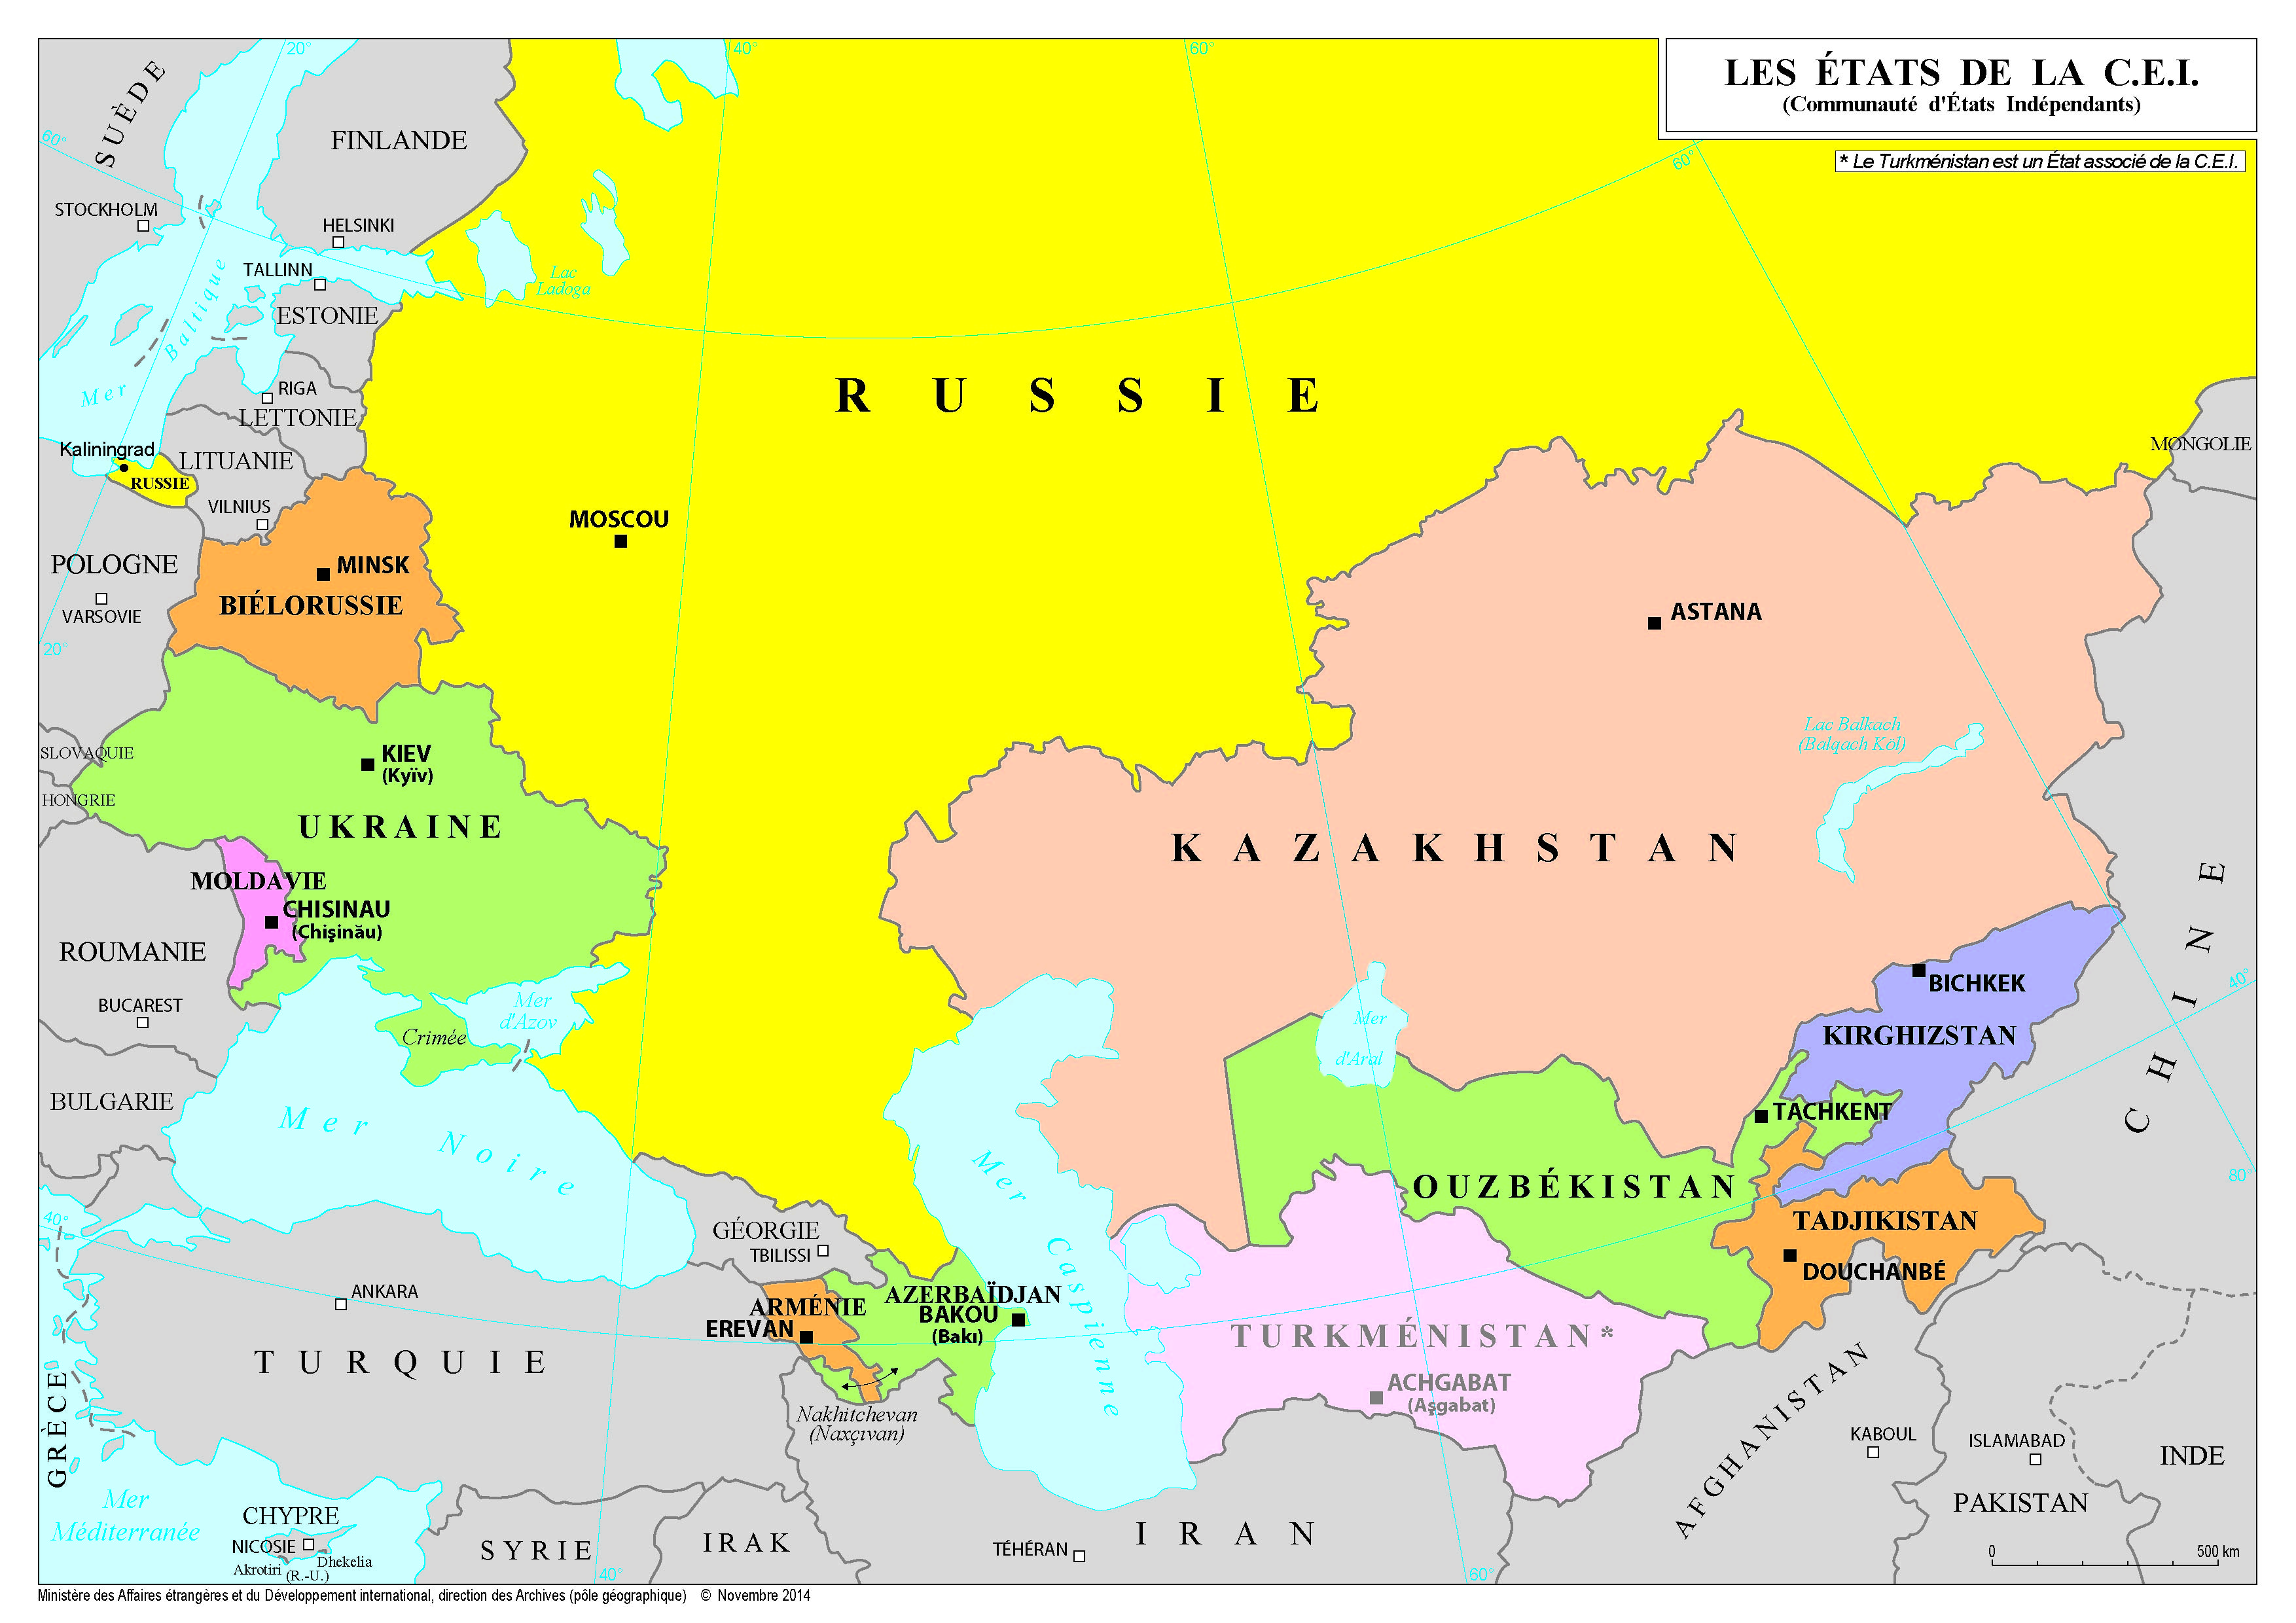 LES ÉTATS DE LA C.E.I.
(Communauté d'États Indépendants)
* Le Turkménistan est un État associé de la C.E.I.
20°
40°
60°
60°
60°
SUÈDE
FINLANDE
STOCKHOLM
HELSINKI
TALLINN
ESTONIE
Lac
Ladoga
Mer Baltique
RIGA
LETTONIE
RUSSIE
Kaliningrad
RUSSIE
LITUANIE
VILNIUS
MONGOLIE
MOSCOU
POLOGNE
VARSOVIE
MINSK
BIÉLORUSSIE
ASTANA
20°
SLOVAQUIE
HONGRIE
KIEV
(Kyïv)
UKRAINE
Lac Balkach
(Balqach Köl)
KAZAKHSTAN
MOLDAVIE
CHISINAU
(Chişinău)
CHINE
ROUMANIE
BUCAREST
Crimée
Mer
d'Azov
Mer
d'Aral
BICHKEK
KIRGHIZSTAN
40°
BULGARIE
Mer Noire
TACHKENT
80°
Mer Caspienne
OUZBÉKISTAN
TADJIKISTAN
DOUCHANBÉ
40°
GÉORGIE
TBILISSI
ANKARA
TURQUIE
ARMÉNIE
EREVAN
AZERBAÏDJAN
BAKOU
(Bakı)
TURKMÉNISTAN*
ACHGABAT
(Aşgabat)
Nakhitchevan
(Naxçıvan)
GRÈCE
AFGHANISTAN
KABOUL
ISLAMABAD
INDE
PAKISTAN
Mer
Méditerranée
CHYPRE
NICOSIE
Dhekelia
Akrotiri
(R.-U.)
SYRIE
IRAK
TÉHÉRAN
IRAN
40°
60°
0 500 km
Ministère des Affaires étrangères et du Développement international, direction des Archives (pôle géographique) © Novembre 2014